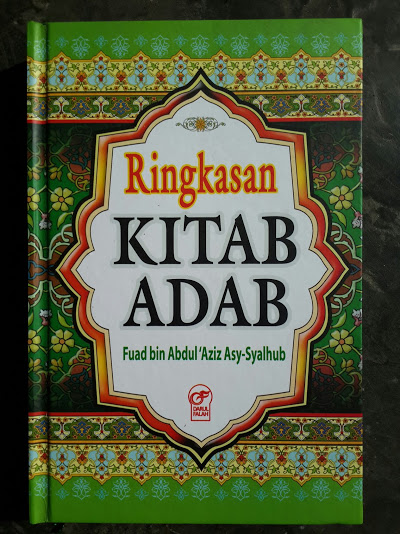 Ringkasan
KITAB
ADAB
Fuad bin Abdul 'Aziz Asy-Syalhub
DARUL
FALAH